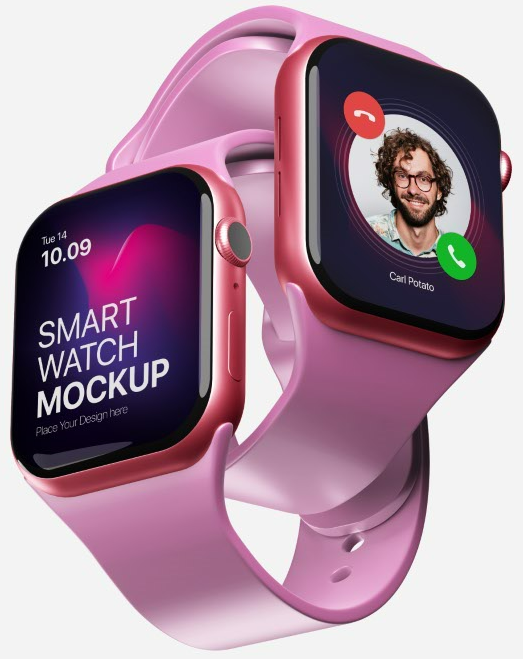 Tue 14
10.09
SMART
WATCH
MOCKUP
Place Your Design here
Carl Potato